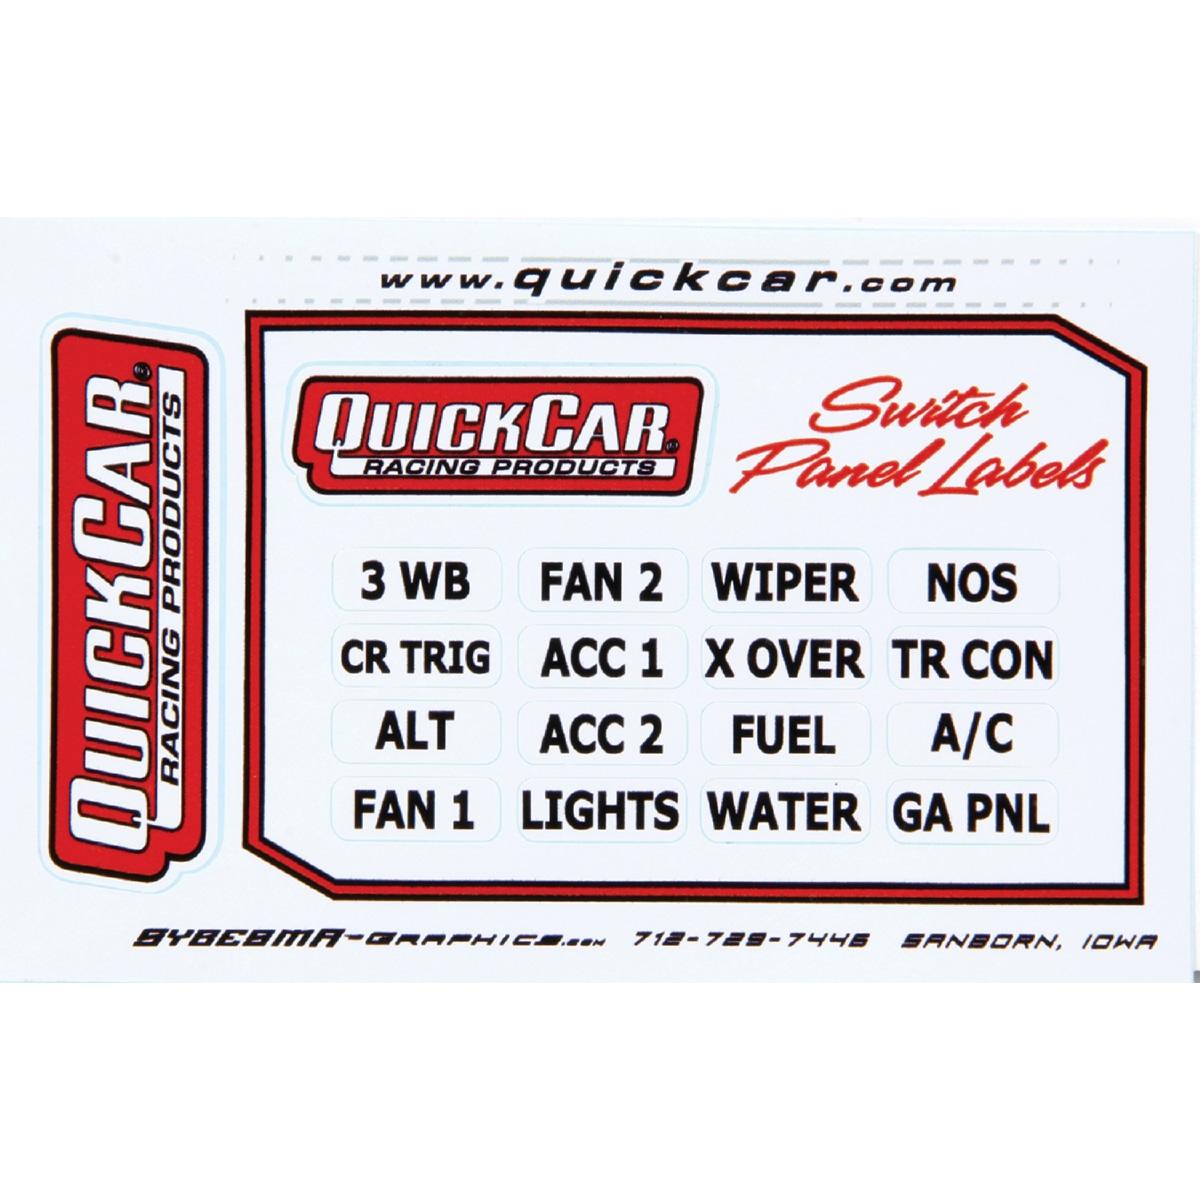 www.quickcar.com
QUICKCAR®
RACING PRODUCTS
QUICKCAR®
RACING PRODUCTS
Switch
Panel Labels
3 WB FAN 2 WIPER NOS
CR TRIG ACC 1 X OVER TR CON
ALT ACC 2 FUEL A/C
FAN 1 LIGHTS WATER GA PNL
SYBESMA-GRAPHICS.COM 712-729-7446 SANBORN, IOWA